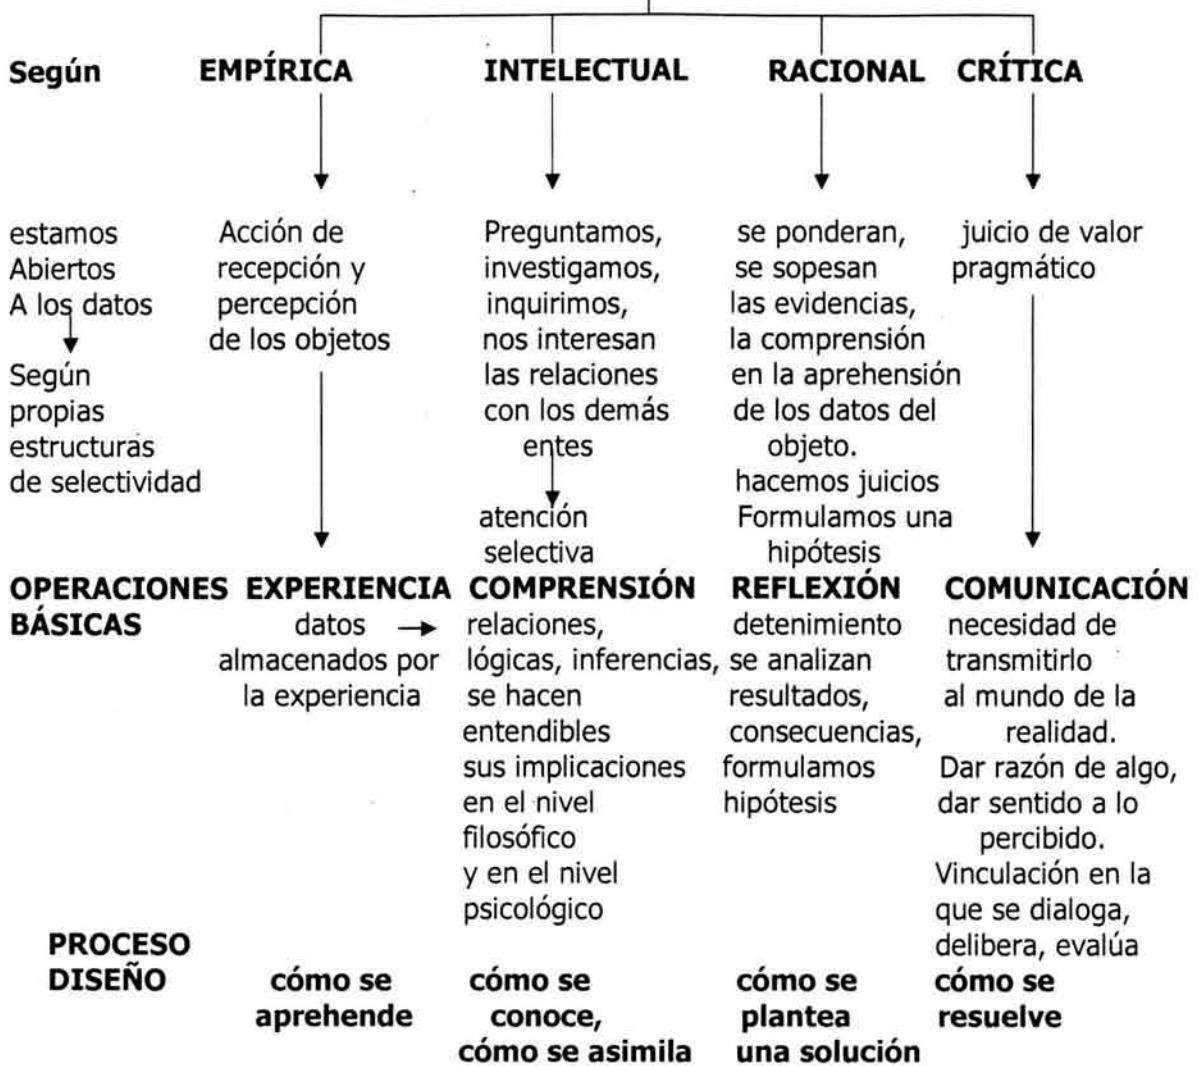 Según EMPÍRICA INTELECTUAL RACIONAL CRÍTICA
estamos Acción de Preguntamos, se ponderan, juicio de valor
Abiertos recepción y investigamos, se sopesan pragmático
A los datos percepción inquirimos, las evidencias,
de los objetos nos interesan la comprensión
Según las relaciones en la aprehensión
propias con los demás de los datos del
estructuras entes objeto.
de selectividad hacemos juicios
atención Formulamos una
selectiva hipótesis
OPERACIONES EXPERIENCIA COMPRENSIÓN REFLEXIÓN COMUNICACIÓN
BÁSICAS datos → relaciones, detenimiento necesidad de
almacenados por lógicas, inferencias, se analizan transmitirlo
la experiencia se hacen resultados, al mundo de la
entendibles consecuencias, realidad.
sus implicaciones formulamos Dar razón de algo,
en el nivel hipótesis dar sentido a lo
filosófico percibido.
y en el nivel Vinculación en la
psicológico que se dialoga,
PROCESO delibera, evalúa
DISEÑO cómo se cómo se cómo se cómo se
aprehende conoce, plantea resuelve
cómo se asimila una solución